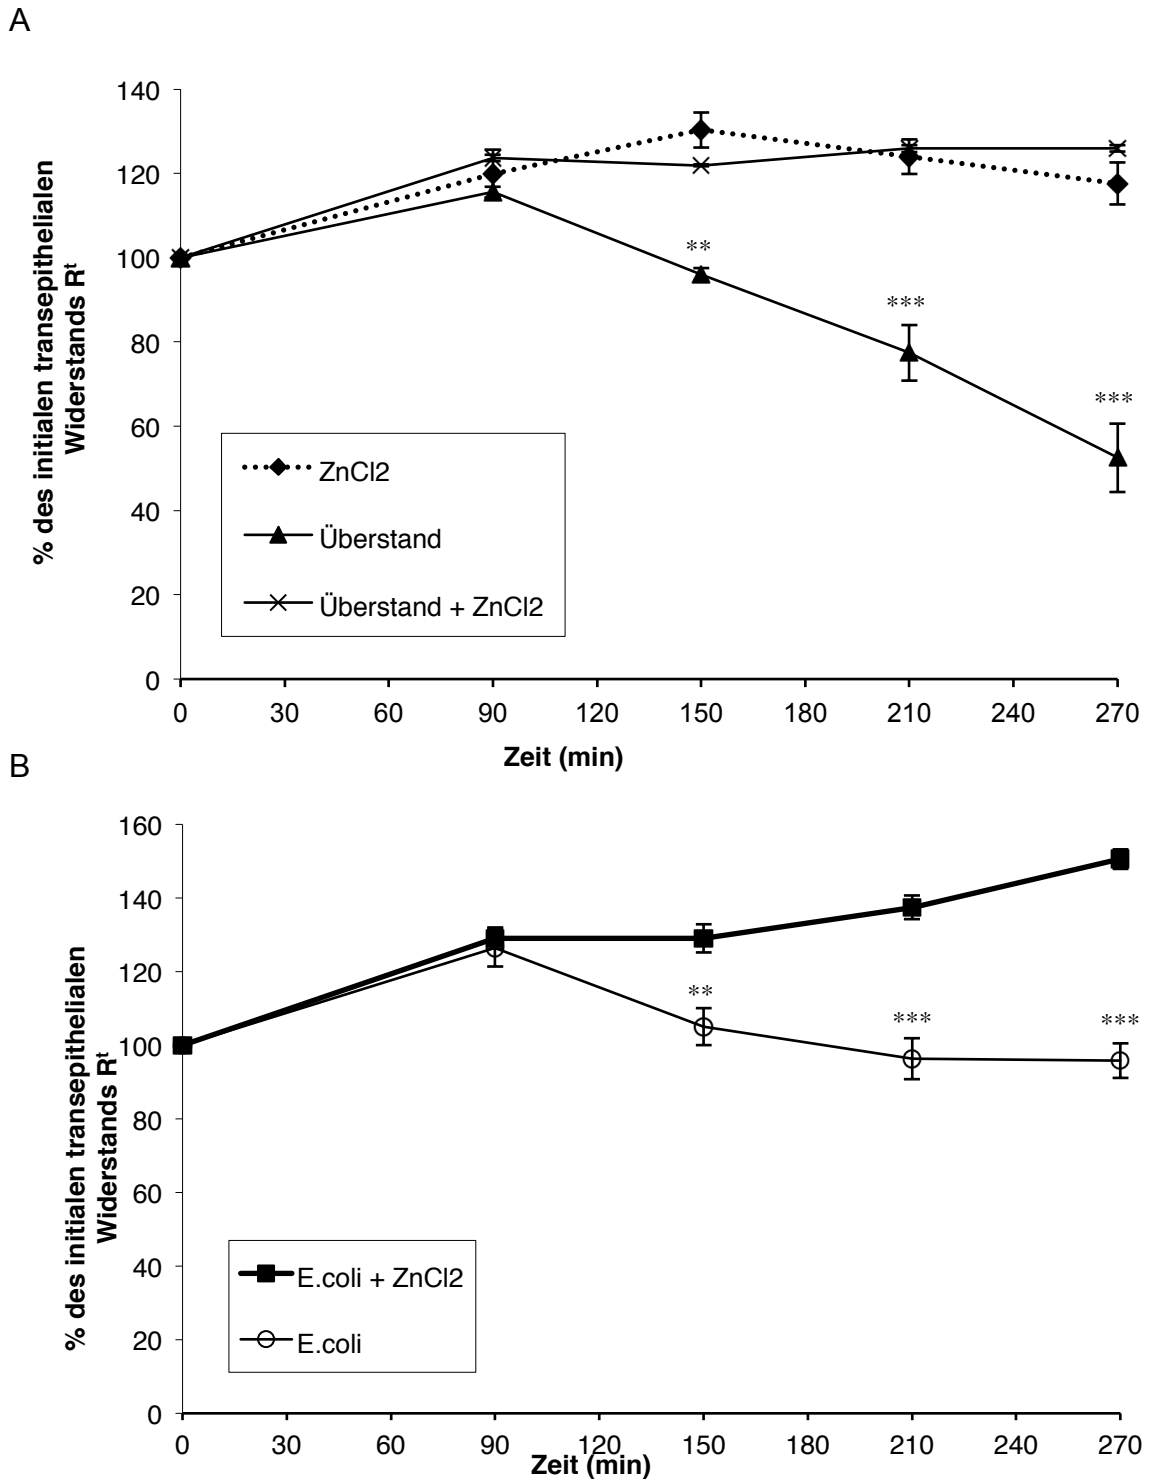 A
140
120
100
80
60
40
20
0
% des initialen transepithelialen
Widerstands Rᵗ
**
***
***
ZnCl2
Überstand
Überstand + ZnCl2
0 30 60 90 120 150 180 210 240 270
Zeit (min)
B
160
140
120
100
80
60
40
20
0
% des initialen transepithelialen
Widerstands Rᵗ
**
***
***
E.coli + ZnCl2
E.coli
0 30 60 90 120 150 180 210 240 270
Zeit (min)